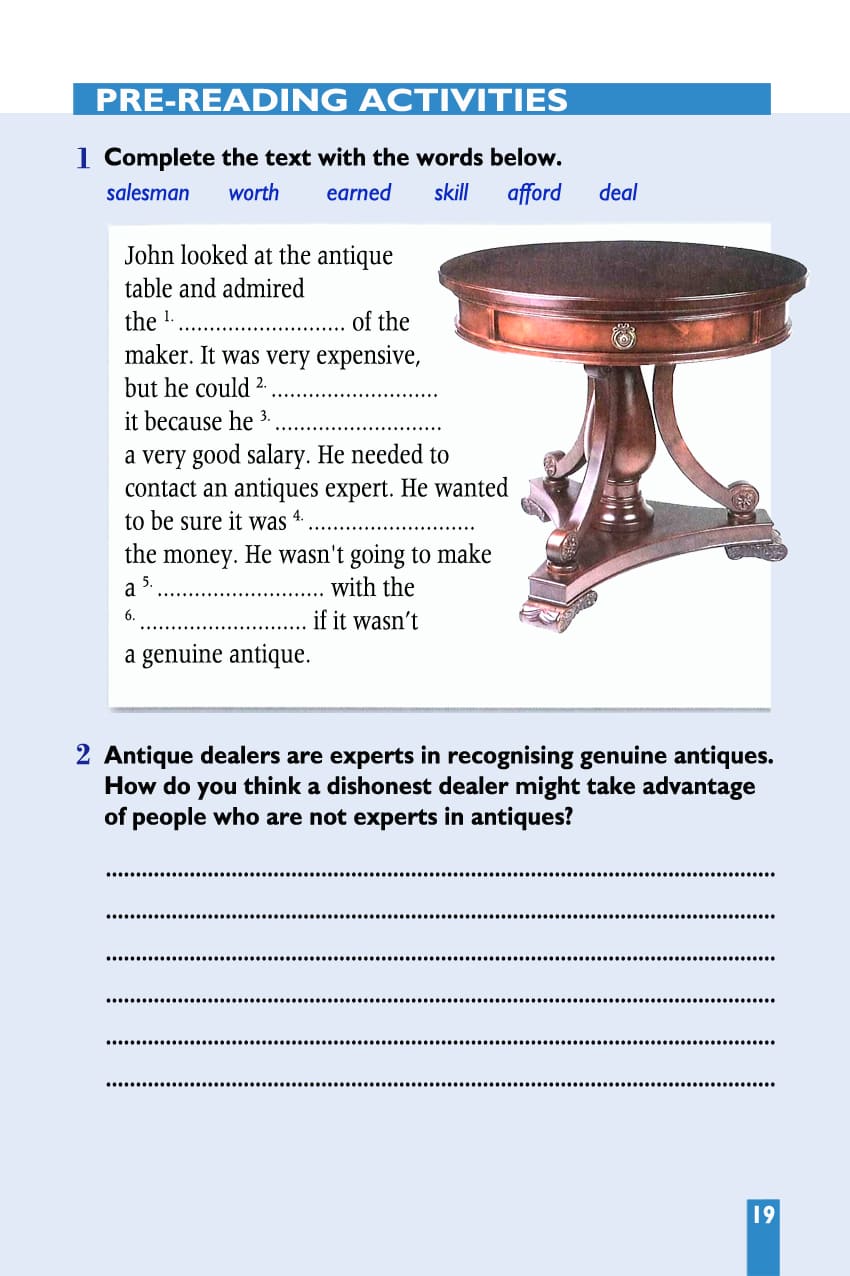 PRE-READING ACTIVITIES
1 Complete the text with the words below.
salesman worth earned skill afford deal
John looked at the antique
table and admired
the 1. ........................... of the
maker. It was very expensive,
but he could 2. ...........................
it because he 3. ...........................
a very good salary. He needed to
contact an antiques expert. He wanted
to be sure it was 4. ...........................
the money. He wasn't going to make
a 5. ........................... with the
6. ........................... if it wasn’t
a genuine antique.
2 Antique dealers are experts in recognising genuine antiques.
How do you think a dishonest dealer might take advantage
of people who are not experts in antiques?
19